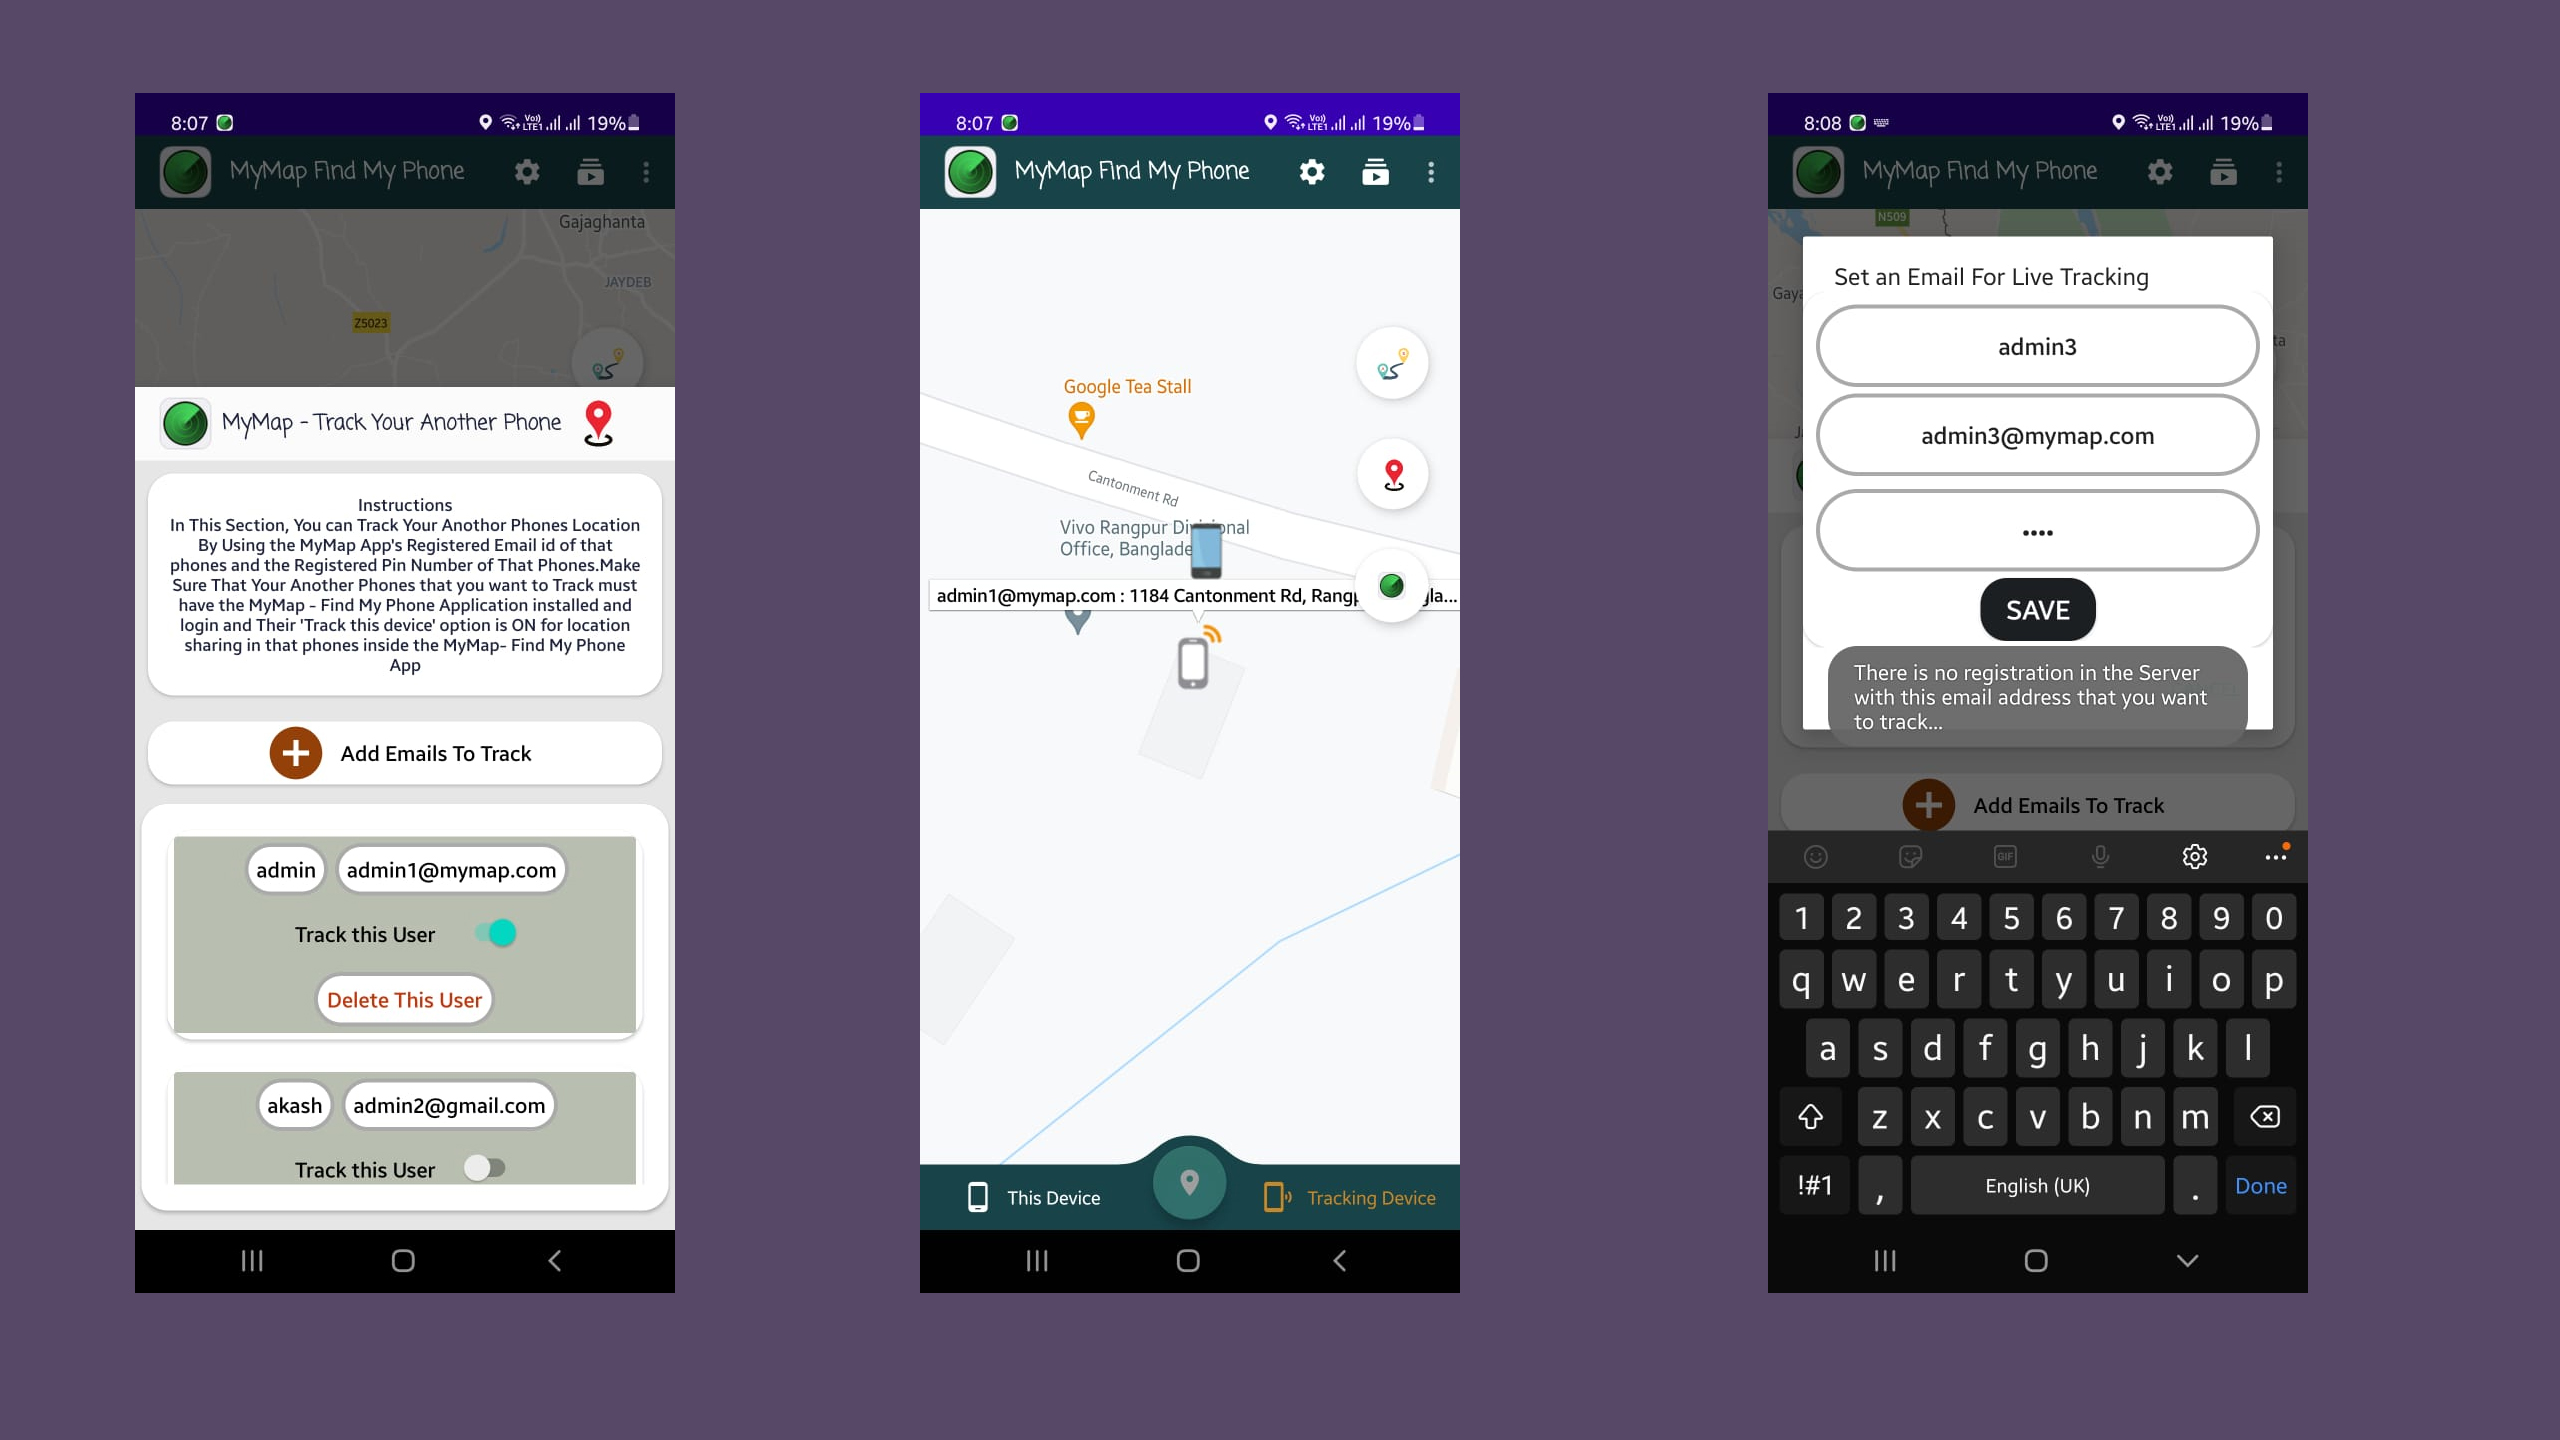 8:07
Voı) LTE1 19%
MyMap Find My Phone
Gajaghanta
JAYDEB
Z5023
MyMap - Track Your Another Phone
Instructions
In This Section, You can Track Your Anothor Phones Location
By Using the MyMap App's Registered Email id of that
phones and the Registered Pin Number of That Phones.Make
Sure That Your Another Phones that you want to Track must
have the MyMap - Find My Phone Application installed and
login and Their 'Track this device' option is ON for location
sharing in that phones inside the MyMap- Find My Phone
App
Add Emails To Track
admin admin1@mymap.com
Track this User
Delete This User
akash admin2@gmail.com
Track this User
8:07
Voı) LTE1 19%
MyMap Find My Phone
Google Tea Stall
Cantonment Rd
Vivo Rangpur
Office,
admin1@mymap.com : 1184 Cantonment Rd,
This Device
Tracking Device
8:08
Voı) LTE1 19%
MyMap Find My Phone
N509
Set an Email For Live Tracking
admin3
admin3@mymap.com
••••
SAVE
There is no registration in the Server
with this email address that you want
to track...
Add Emails To Track
GIF
1 2 3 4 5 6 7 8 9 0
q w e r t y u i o p
a s d f g h j k l
z x c v b n m
!#1 , English (UK) . Done